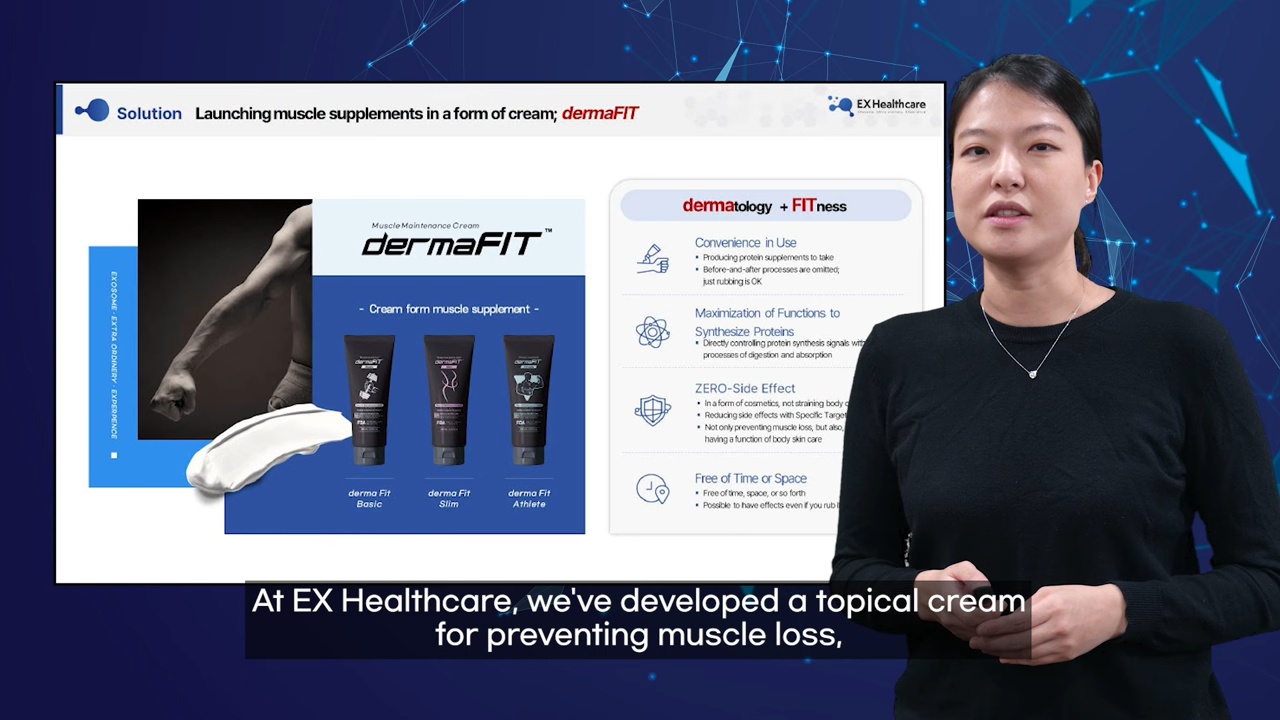 Solution Launching muscle supplements in a form of cream; dermaFIT
EX Healthcare
EXOSOME · EXTRA ORDINERY · EXPERPENCE
Muscle Maintenance Cream
dermaFIT™
- Cream form muscle supplement -
dermaFIT
dermaFIT
dermaFIT
derma Fit
Basic
derma Fit
Slim
derma Fit
Athlete
dermatology + FITness
Convenience in Use
• Producing protein supplements to take
• Before-and-after processes are omitted;
just rubbing is OK
Maximization of Functions to
Synthesize Proteins
• Directly controlling protein synthesis signals
processes of digestion and absorption
ZERO-Side Effect
• In a form of cosmetics, not straining body
• Reducing side effects with Specific Target
• Not only preventing muscle loss, but also,
having a function of body skin care
Free of Time or Space
• Free of time, space, or so forth
• Possible to have effects even if you rub
At EX Healthcare, we've developed a topical cream
for preventing muscle loss,